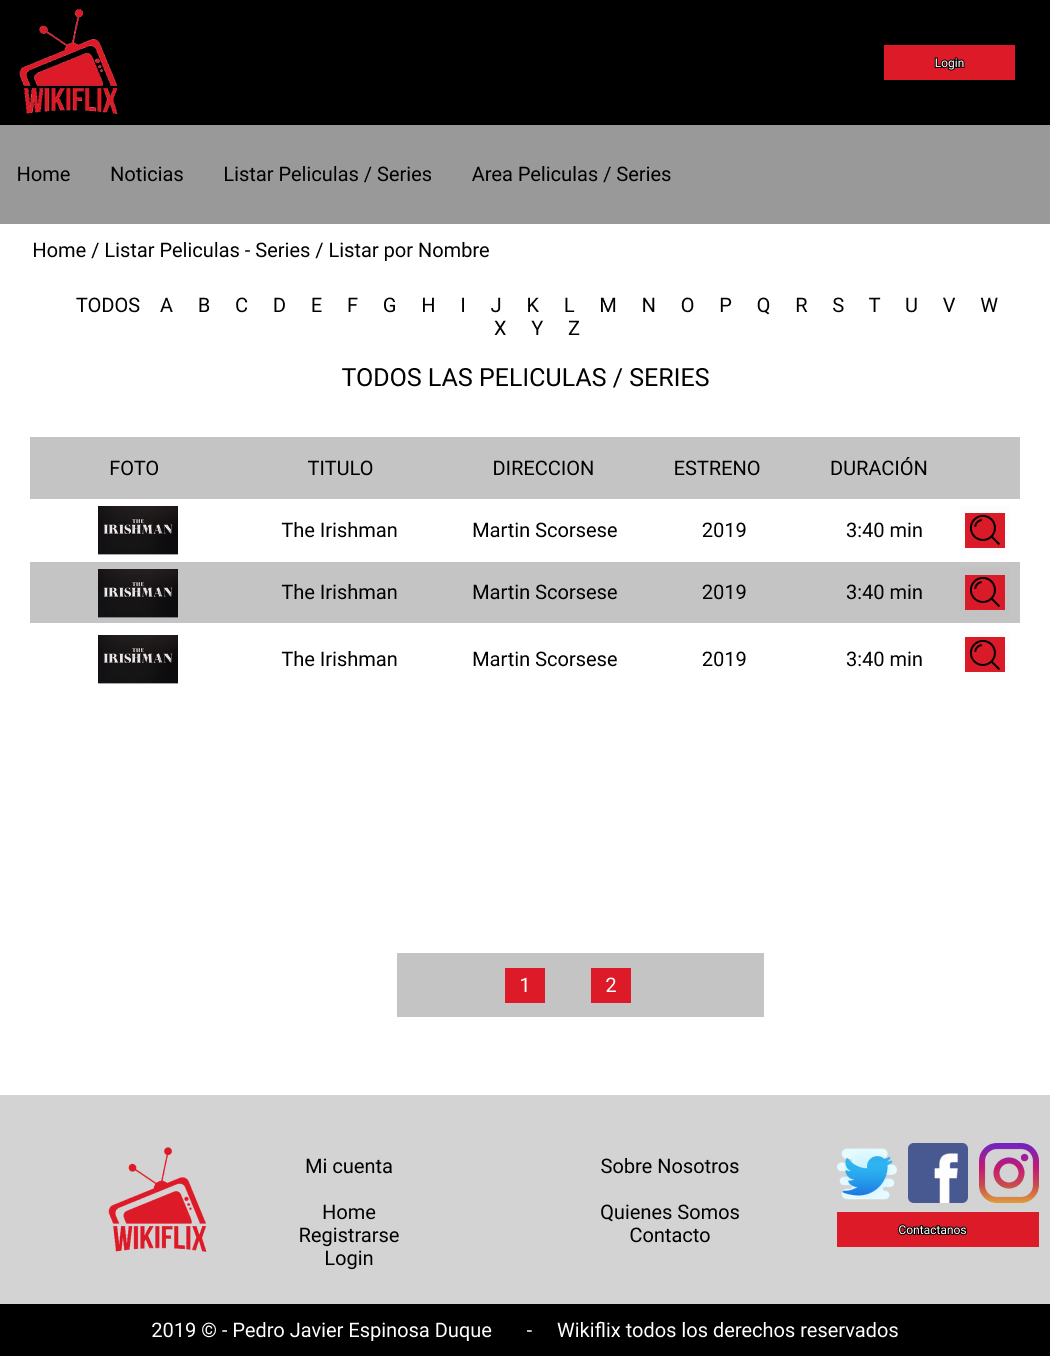 WIKIFLIX
Login
Home Noticias Listar Peliculas / Series Area Peliculas / Series
Home / Listar Peliculas - Series / Listar por Nombre
TODOS A B C D E F G H I J K L M N O P Q R S T U V W
X Y Z
TODOS LAS PELICULAS / SERIES
FOTO TITULO DIRECCION ESTRENO DURACIÓN
THE
IRISHMAN The Irishman Martin Scorsese 2019 3:40 min
THE
IRISHMAN The Irishman Martin Scorsese 2019 3:40 min
THE
IRISHMAN The Irishman Martin Scorsese 2019 3:40 min
1 2
WIKIFLIX
Mi cuenta
Home
Registrarse
Login
Sobre Nosotros
Quienes Somos
Contacto
Contactanos
2019 © - Pedro Javier Espinosa Duque - Wikiflix todos los derechos reservados